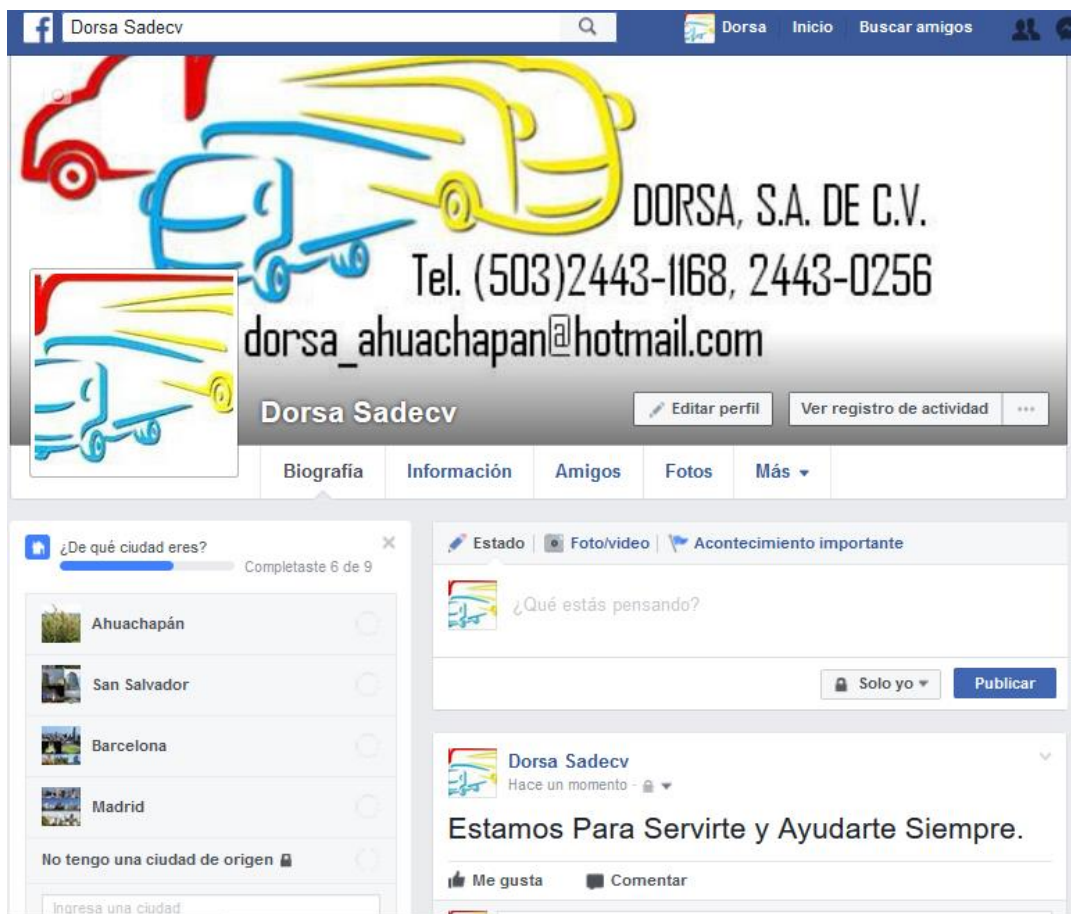 Dorsa Sadecv
Dorsa Inicio Buscar amigos
DORSA, S.A. DE C.V.
Tel. (503)2443-1168, 2443-0256
dorsa_ahuachapan@hotmail.com
Dorsa Sadecv
Editar perfil Ver registro de actividad ...
Biografía Información Amigos Fotos Más
¿De qué ciudad eres?
Completaste 6 de 9
Ahuachapán
San Salvador
Barcelona
Madrid
No tengo una ciudad de origen
Ingresa una ciudad
Estado Foto/video Acontecimiento importante
¿Qué estás pensando?
Solo yo Publicar
Dorsa Sadecv
Hace un momento -
Estamos Para Servirte y Ayudarte Siempre.
Me gusta Comentar